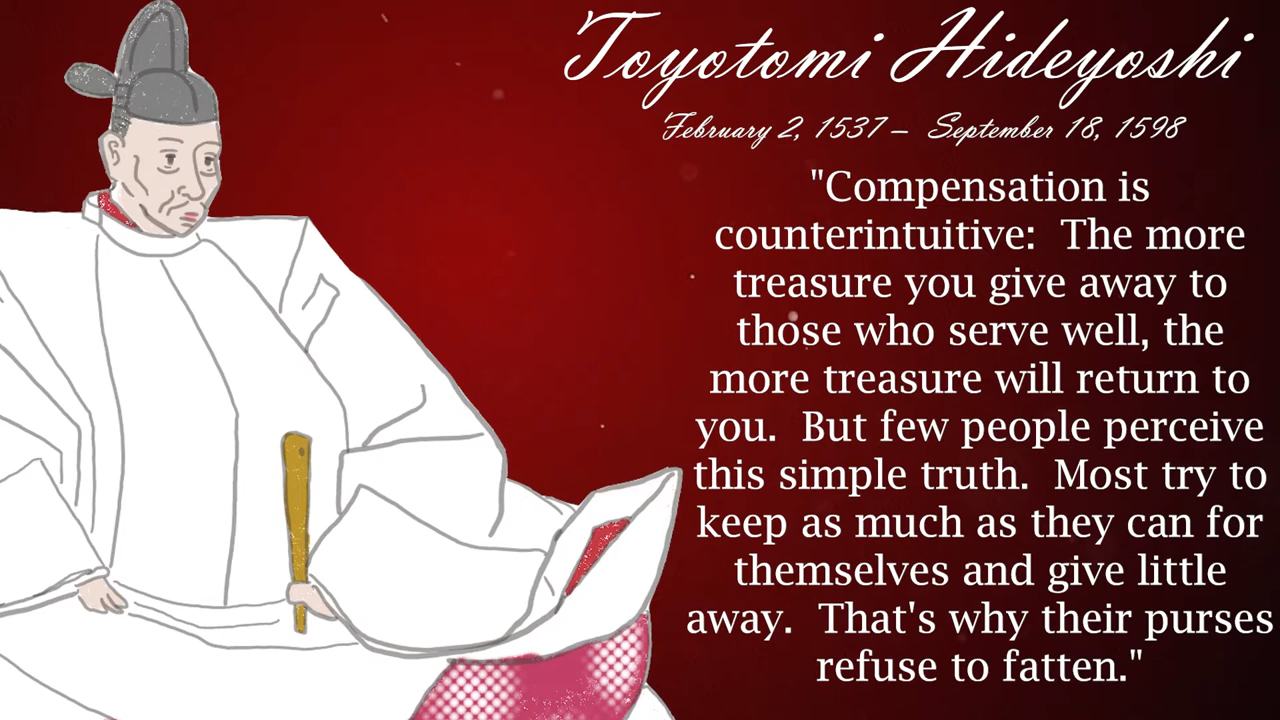 Toyotomi Hideyoshi
February 2, 1537 – September 18, 1598
"Compensation is
counterintuitive:  The more
treasure you give away to
those who serve well, the
more treasure will return to
you.  But few people perceive
this simple truth.  Most try to
keep as much as they can for
themselves and give little
away.  That's why their purses
refuse to fatten."